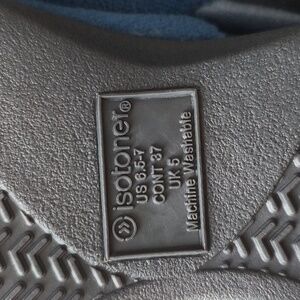 isotoner®
US 6.5-7
CONT 37
UK 5
Machine Washable